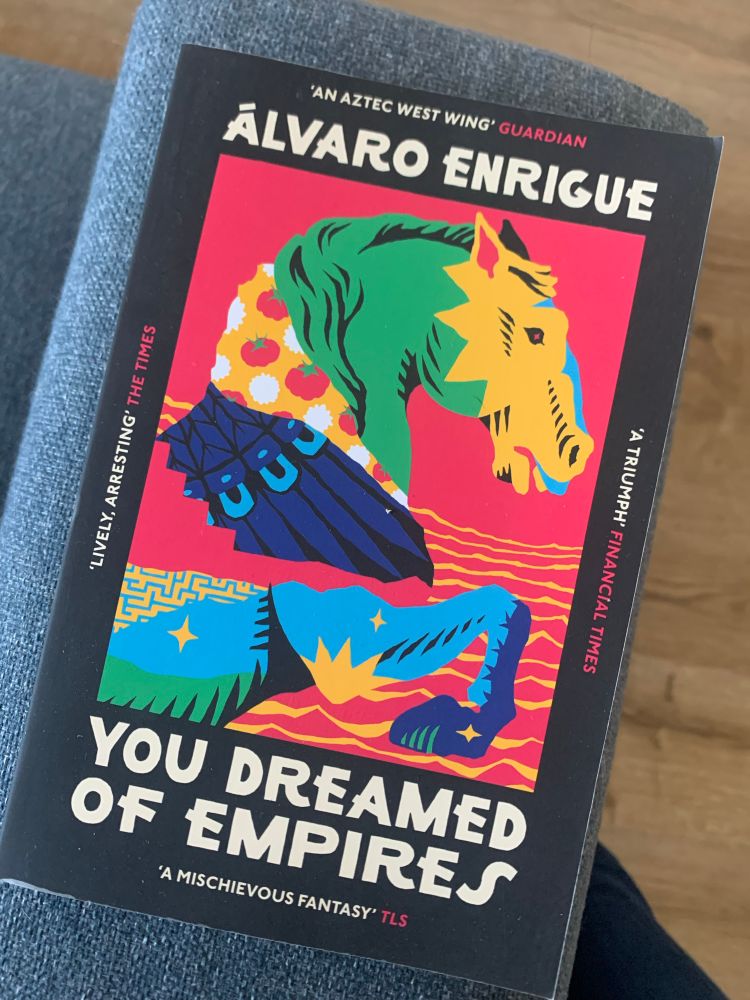 'AN AZTEC WEST WING' GUARDIAN
ÁLVARO ENRIGUE
'LIVELY, ARRESTING' THE TIMES
'A TRIUMPH' FINANCIAL TIMES
YOU DREAMED
OF EMPIRES
'A MISCHIEVOUS FANTASY' TLS